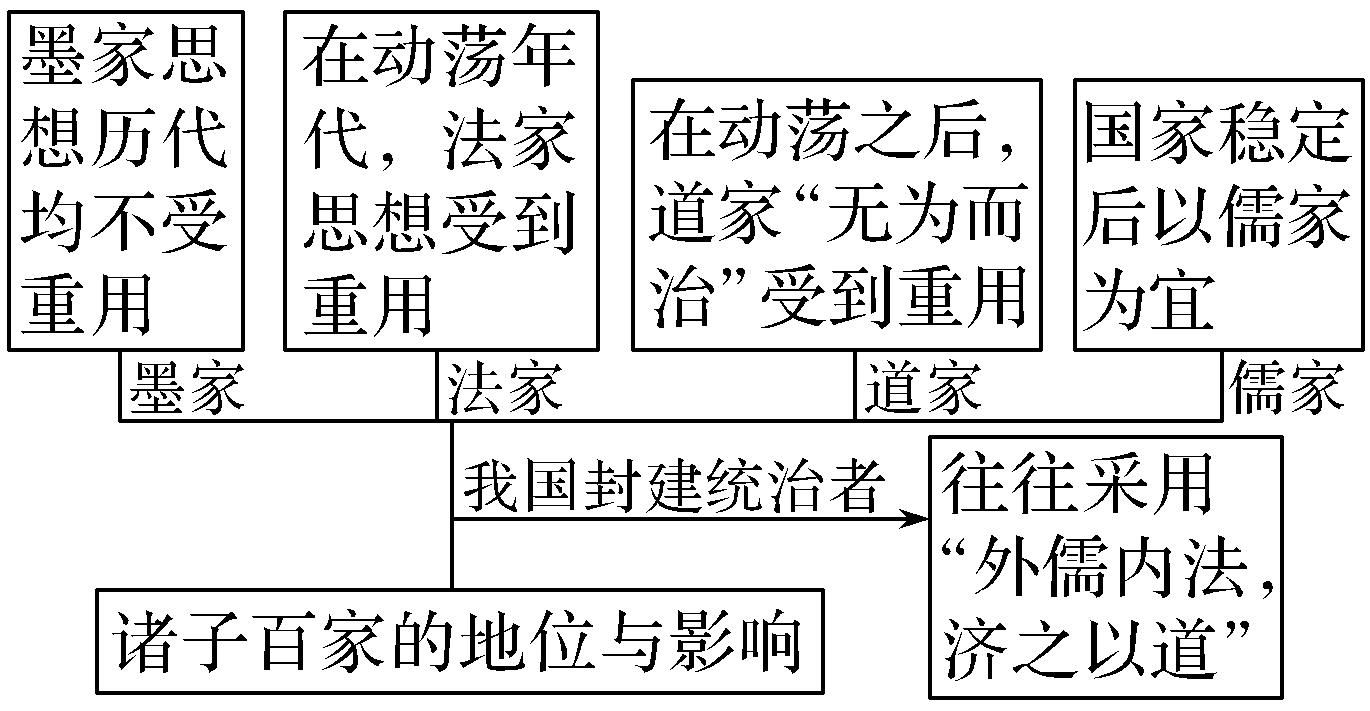 墨家思
想历代
均不受
重用
在动荡年
代，法家
思想受到
重用
在动荡之后，
道家“无为而
治”受到重用
国家稳定
后以儒家
为宜
墨家
法家
道家
儒家
我国封建统治者
往往采用
“外儒内法，
济之以道”
诸子百家的地位与影响